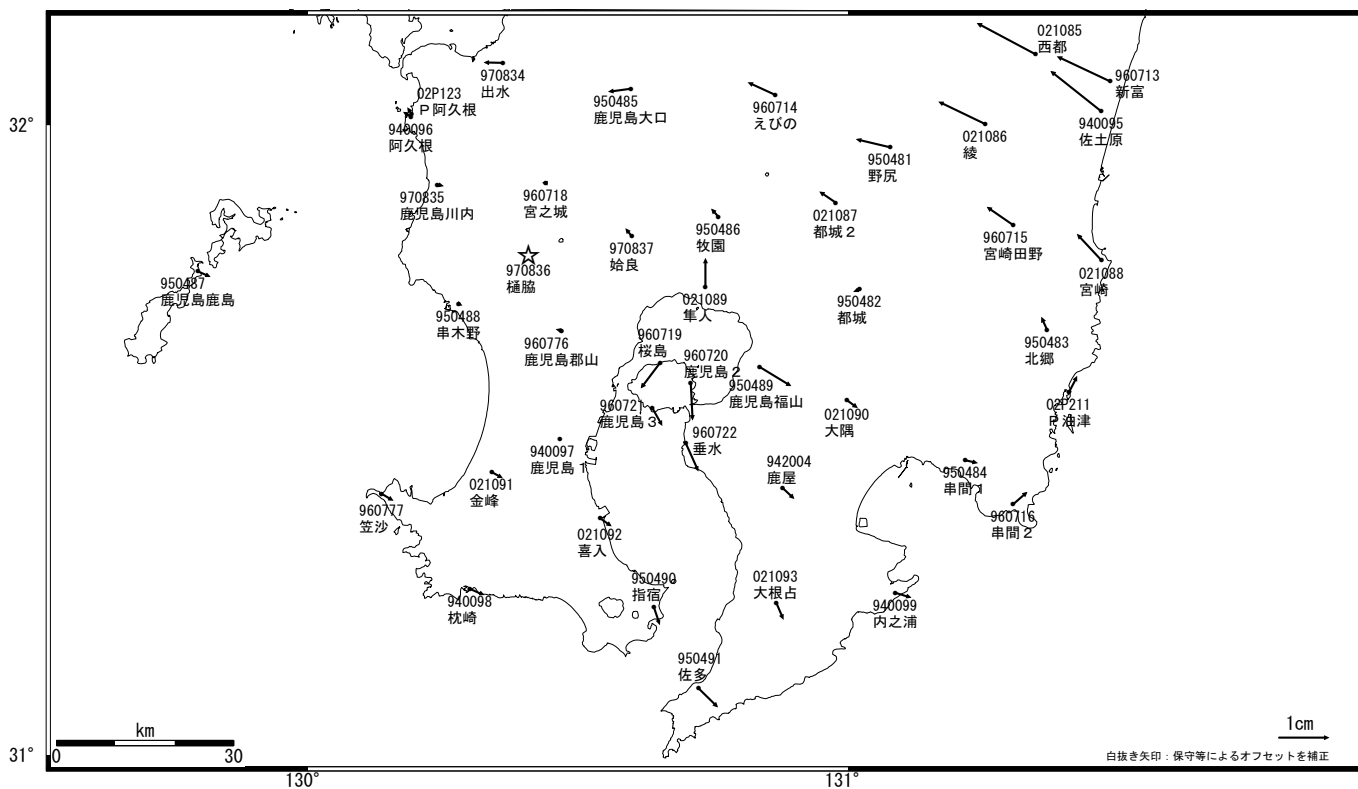 021085
西都
960713
新富
970834
出水
02P123
P阿久根
940096
阿久根
950485
鹿児島大口
960714
えびの
940095
佐土原
32°
021086
綾
950481
野尻
970835
鹿児島川内
960718
宮之城
021087
都城2
950486
牧園
960715
宮崎田野
970837
姶良
970836
樋脇
950487
鹿児島鹿島
021088
宮崎
950482
都城
021089
隼人
950488
串木野
960776
鹿児島郡山
960719
桜島
950483
北郷
960720
鹿児島2
950489
鹿児島福山
960721
鹿児島3
021090
大隅
02P211
P油津
960722
垂水
940097
鹿児島1
942004
鹿屋
950484
串間1
021091
金峰
960777
笠沙
960716
串間2
021092
喜入
950490
指宿
021093
大根占
940098
枕崎
940099
内之浦
950491
佐多
km
0 30
1cm
白抜き矢印：保守等によるオフセットを補正
31°
130°
131°